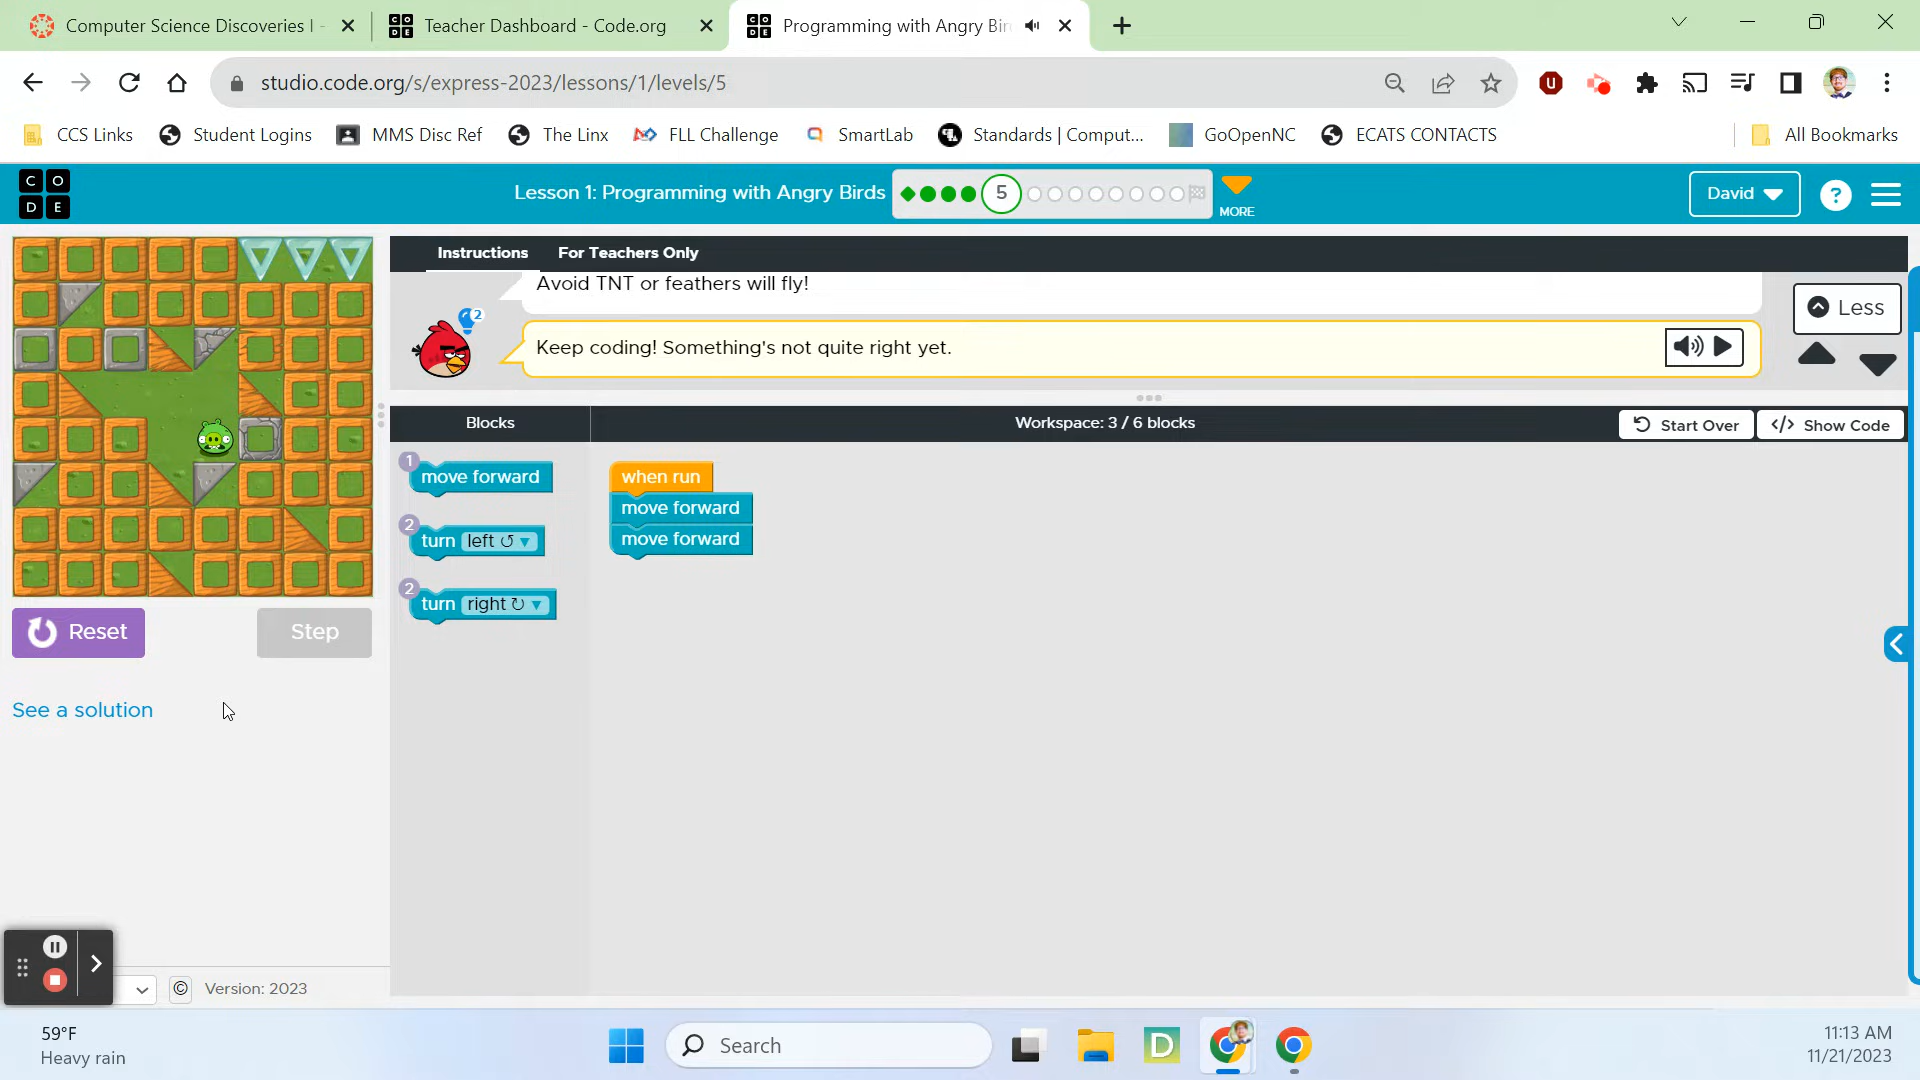 Computer Science Discoveries I -
Teacher Dashboard - Code.org
Programming with Angry Bir
studio.code.org/s/express-2023/lessons/1/levels/5
CCS Links
Student Logins
MMS Disc Ref
The Linx
FLL Challenge
SmartLab
Standards | Comput...
GoOpenNC
ECATS CONTACTS
All Bookmarks
C O
D E
Lesson 1: Programming with Angry Birds
5
MORE
David
?
Instructions
For Teachers Only
Avoid TNT or feathers will fly!
2
Keep coding! Something's not quite right yet.
Less
Blocks
Workspace: 3 / 6 blocks
Start Over
</> Show Code
1
move forward
2
turn left
2
turn right
when run
move forward
move forward
Reset
Step
See a solution
© Version: 2023
59°F
Heavy rain
Search
D
11:13 AM
11/21/2023